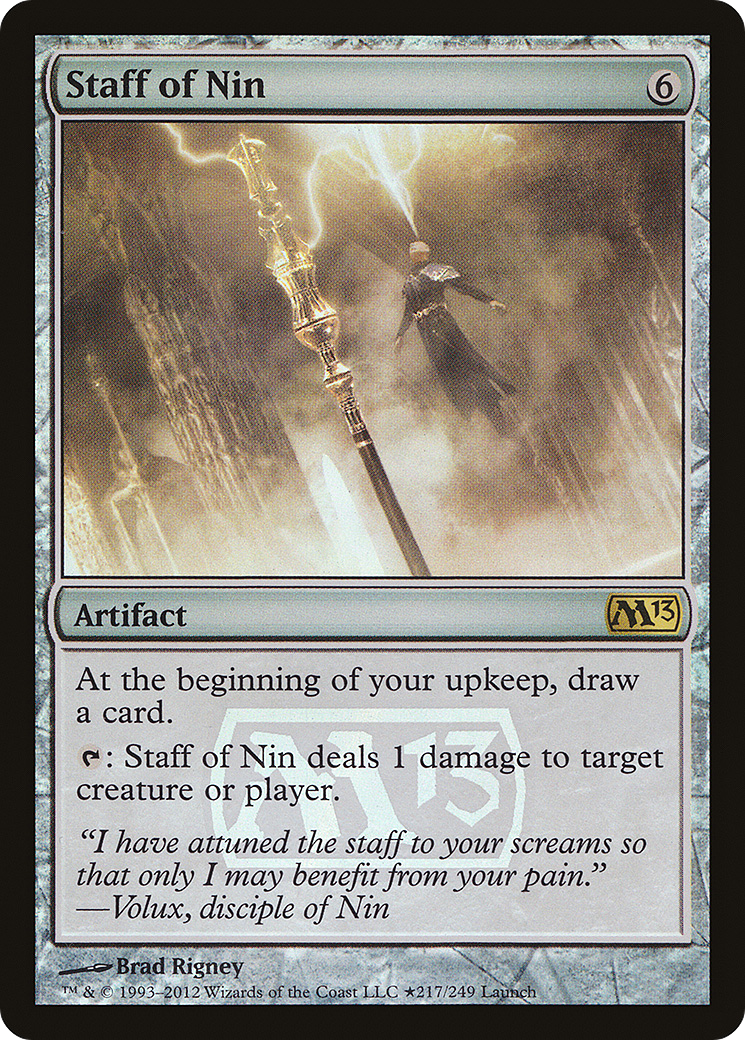 Staff of Nin 6
Artifact M13
At the beginning of your upkeep, draw
a card.
: Staff of Nin deals 1 damage to target
creature or player.
“I have attuned the staff to your screams so
that only I may benefit from your pain.”
—Volux, disciple of Nin
M13
Brad Rigney
™ & © 1993–2012 Wizards of the Coast LLC ★217/249 Launch